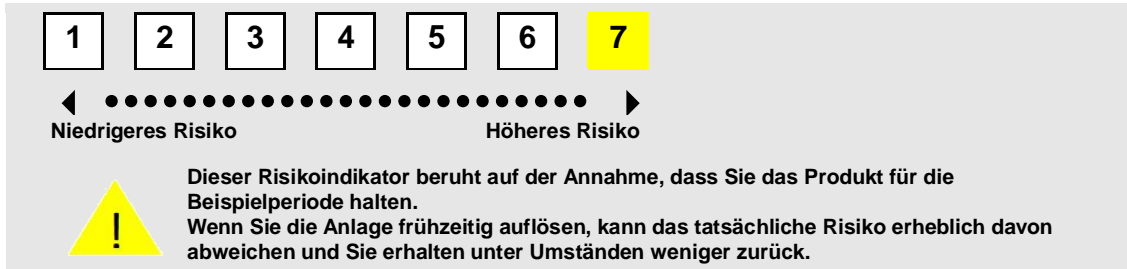 1 2 3 4 5 6 7
Niedrigeres Risiko Höheres Risiko
!
Dieser Risikoindikator beruht auf der Annahme, dass Sie das Produkt für die
Beispielperiode halten.
Wenn Sie die Anlage frühzeitig auflösen, kann das tatsächliche Risiko erheblich davon
abweichen und Sie erhalten unter Umständen weniger zurück.